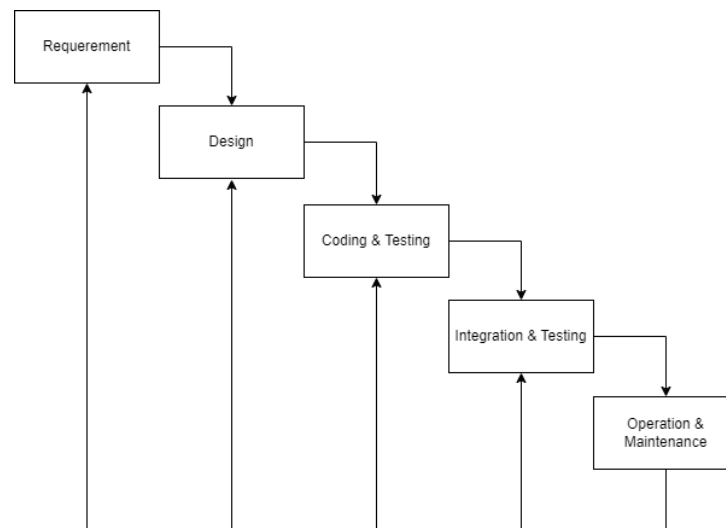 Requerement
Design
Coding & Testing
Integration & Testing
Operation &
Maintenance